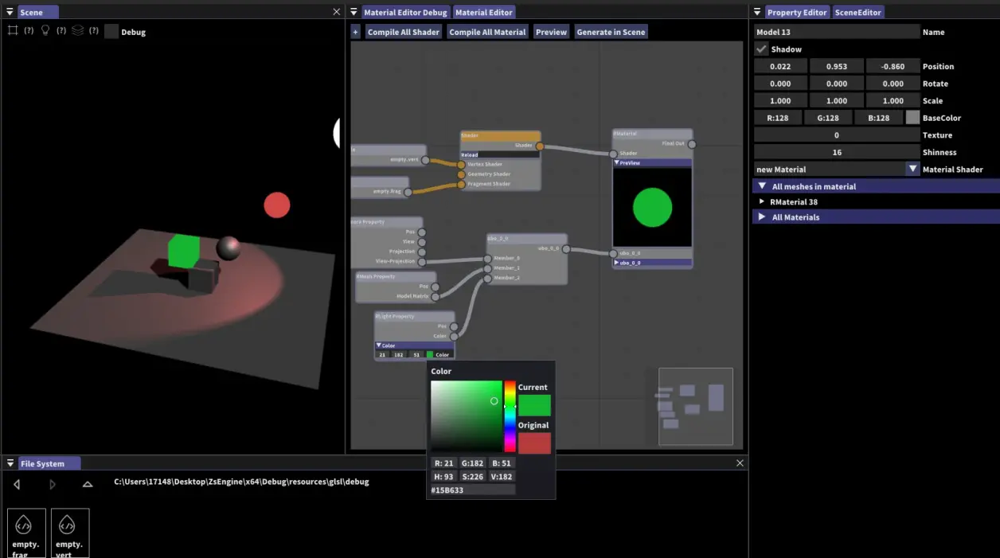 Scene
(?) (?) (?) Debug
Material Editor Debug Material Editor
+ Compile All Shader Compile All Material Preview Generate in Scene
Shader
Shader
Reload
Vertex Shader
Geometry Shader
Fragment Shader
empty.vert
empty.frag
RMaterial
Final Out
Shader
PreView
ubo_0_0
ubo_0_0
Property
Pos
View
Projection
View-Projection
RMesh Property
Pos
Model Matrix
RLight Property
Pos
Color
Color
21 182 51 Color
ubo_0_0
ubo_0_0
Member_0
Member_1
Member_2
Color
Current
Original
R: 21 G:182 B: 51
H: 93 S:226 V:182
#15B633
Property Editor SceneEditor
Model 13 Name
Shadow
0.022 0.953 -0.860 Position
0.000 0.000 0.000 Rotate
1.000 1.000 1.000 Scale
R:128 G:128 B:128 BaseColor
0 Texture
16 Shinness
new Material Material Shader
All meshes in material
RMaterial 38
All Materials
File System
C:\Users\17148\Desktop\ZsEngine\x64\Debug\resources\glsl\debug
empty.
frag
empty.
vert